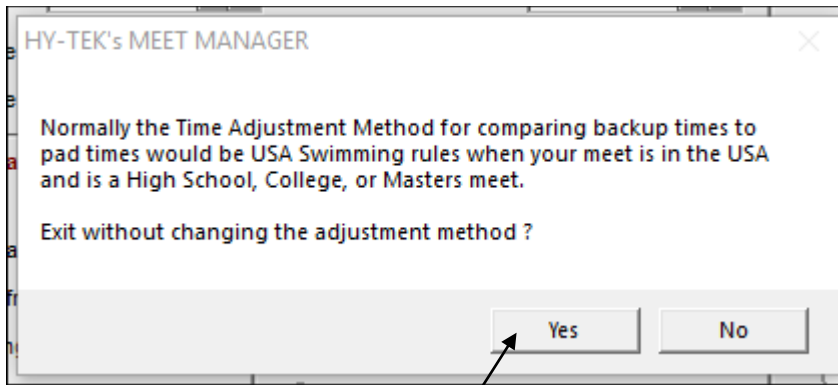 HY-TEK's MEET MANAGER
Normally the Time Adjustment Method for comparing backup times to
pad times would be USA Swimming rules when your meet is in the USA
and is a High School, College, or Masters meet.
Exit without changing the adjustment method ?
Yes No